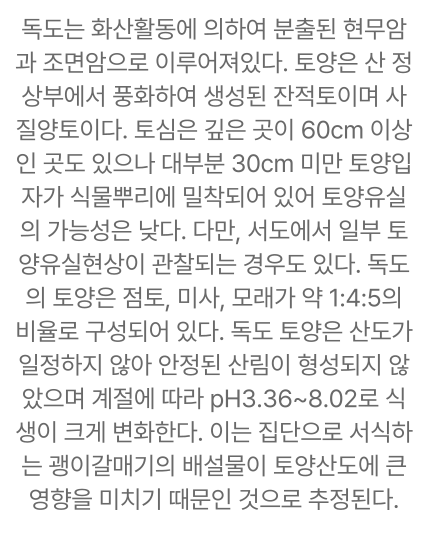 독도는 화산활동에 의하여 분출된 현무암
과 조면암으로 이루어져있다. 토양은 산 정
상부에서 풍화하여 생성된 잔적토이며 사
질양토이다. 토심은 깊은 곳이 60cm 이상
인 곳도 있으나 대부분 30cm 미만 토양입
자가 식물뿌리에 밀착되어 있어 토양유실
의 가능성은 낮다. 다만, 서도에서 일부 토
양유실현상이 관찰되는 경우도 있다. 독도
의 토양은 점토, 미사, 모래가 약 1:4:5의
비율로 구성되어 있다. 독도 토양은 산도가
일정하지 않아 안정된 산림이 형성되지 않
았으며 계절에 따라 pH3.36~8.02로 식
생이 크게 변화한다. 이는 집단으로 서식하
는 괭이갈매기의 배설물이 토양산도에 큰
영향을 미치기 때문인 것으로 추정된다.